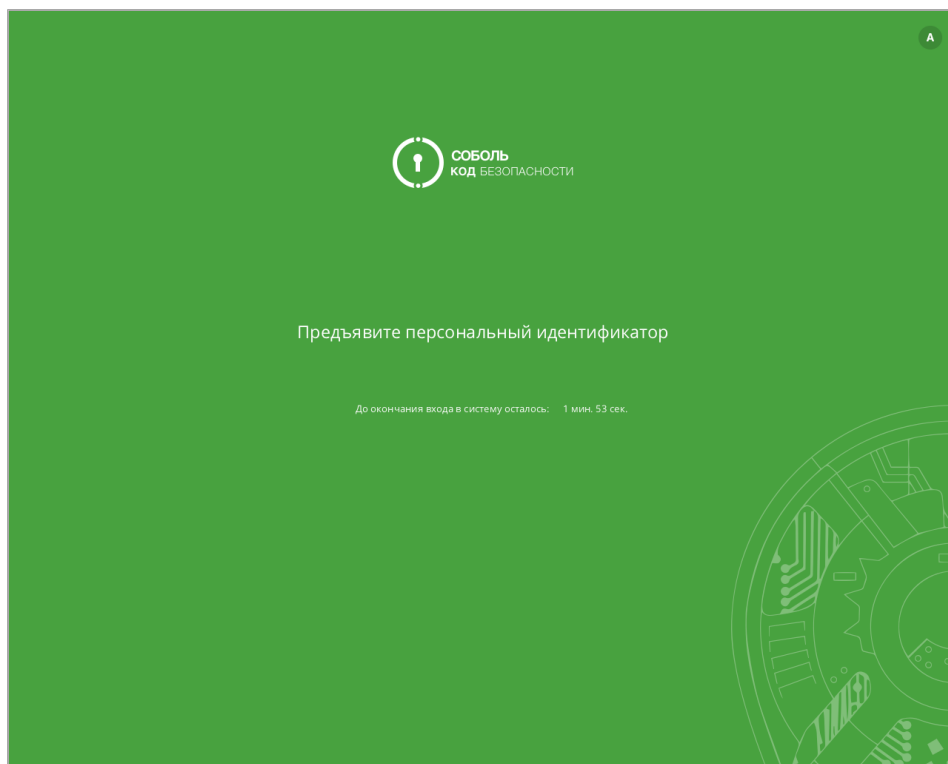 A
СОБОЛЬ
КОД БЕЗОПАСНОСТИ
Предъявите персональный идентификатор
До окончания входа в систему осталось: 1 мин. 53 сек.